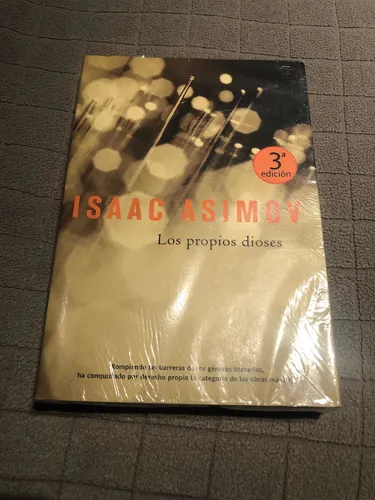 3ª
edición
ISAAC ASIMOV
Los propios dioses
Rompiendo las barreras de los géneros literarios,
ha conquistado por derecho propio la categoría de las obras